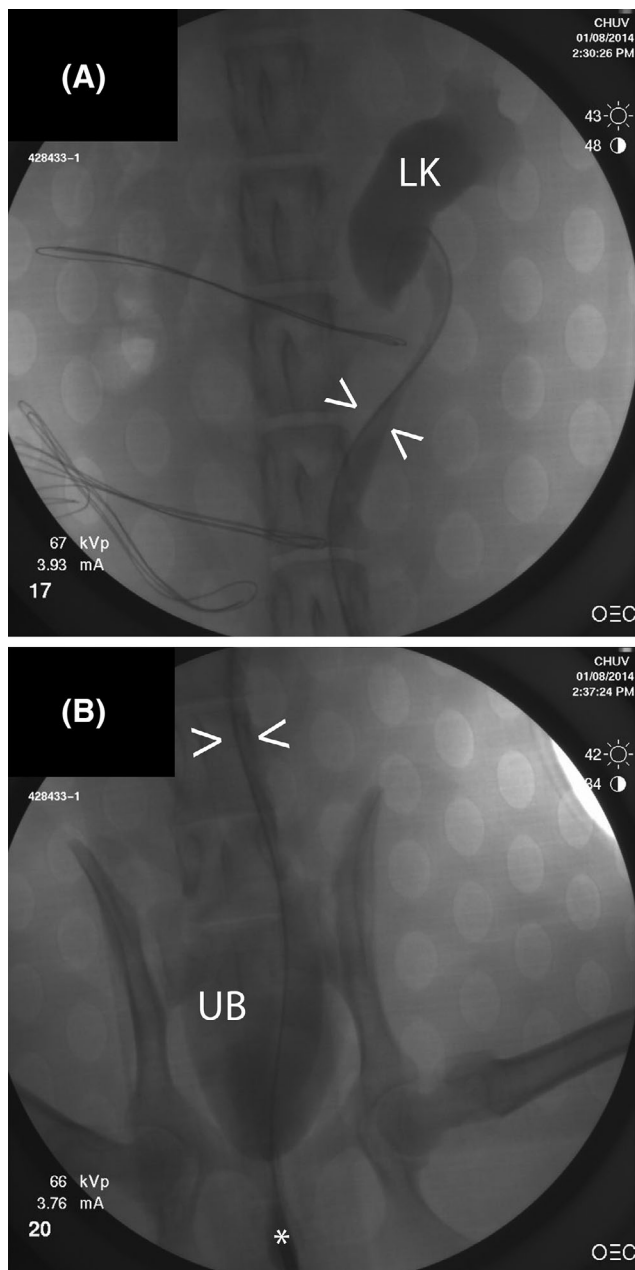 (A)
CHUV
01/08/2014
2:30:26 PM
428433-1
43
48
LK
67 kVp
3.93 mA
17
OEC
(B)
CHUV
01/08/2014
2:37:24 PM
428433-1
42
34
UB
66 kVp
3.76 mA
20
*
OEC